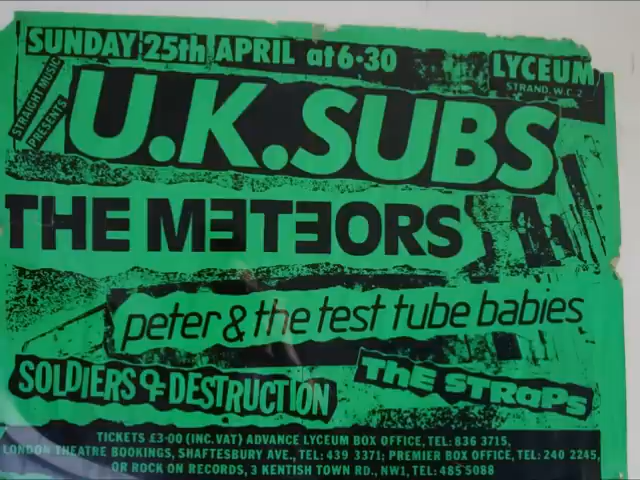 SUNDAY 25th APRIL at 6·30
LYCEUM
STRAND, W.C.2
STRAIGHT MUSIC
PRESENTS
U.K.SUBS
THE METEORS
peter & the test tube babies
SOLDIERS OF DESTRUCTION
ThE STRaPs
TICKETS £3·00 (INC. VAT) ADVANCE LYCEUM BOX OFFICE, TEL: 836 3715,
LONDON THEATRE BOOKINGS, SHAFTESBURY AVE., TEL: 439 3371; PREMIER BOX OFFICE, TEL: 240 2245,
OR ROCK ON RECORDS, 3 KENTISH TOWN RD., NW1, TEL: 485 5088